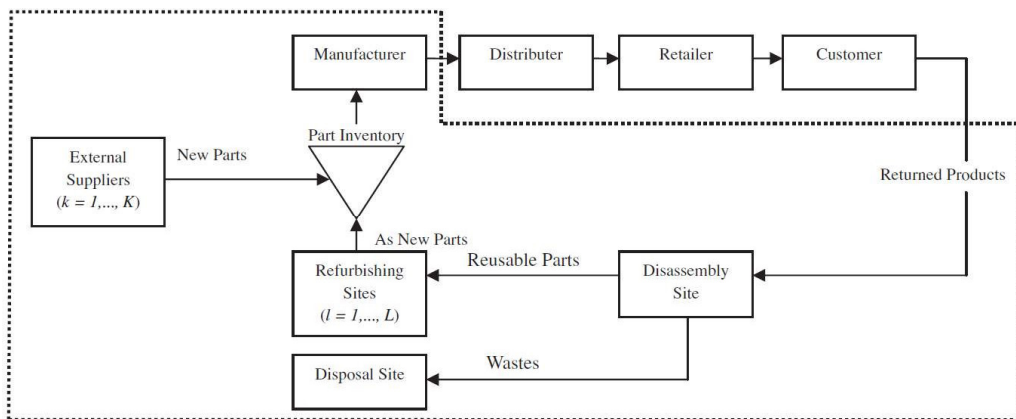 Manufacturer
Distributer
Retailer
Customer
Part Inventory
External
Suppliers
(k = 1,..., K)
New Parts
Returned Products
As New Parts
Reusable Parts
Refurbishing
Sites
(l = 1,..., L)
Disassembly
Site
Wastes
Disposal Site